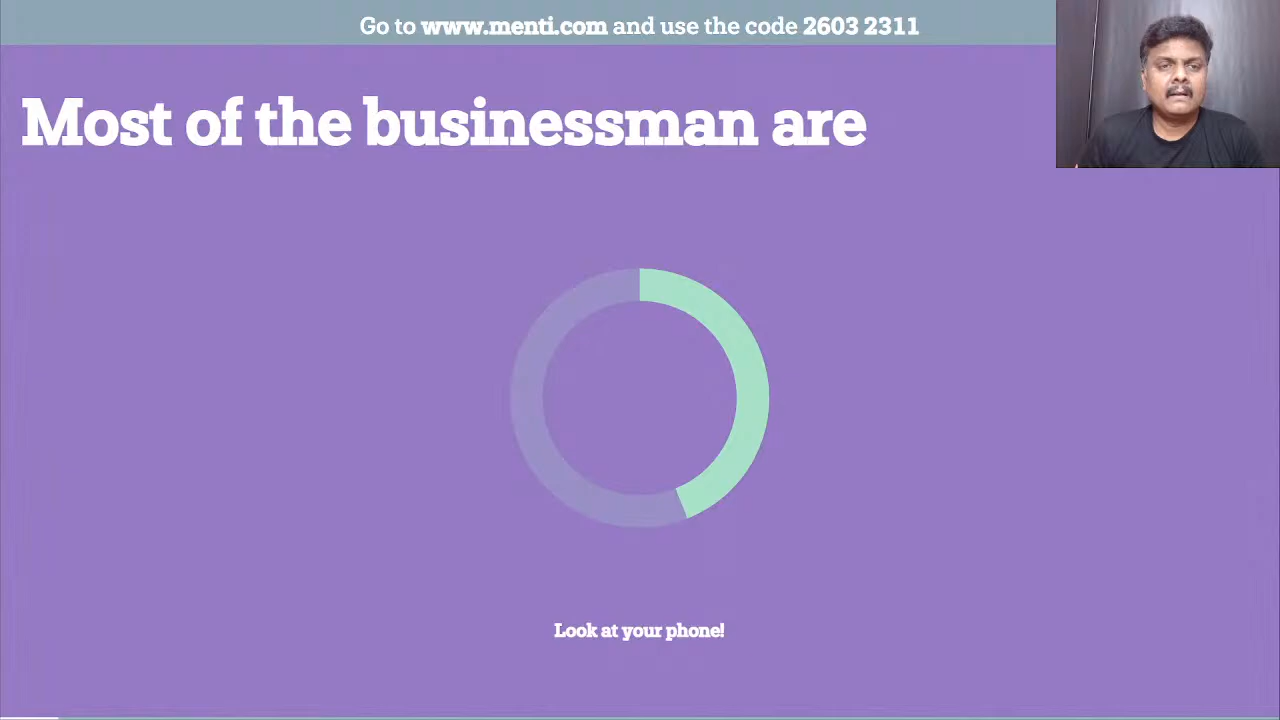 Go to www.menti.com and use the code 2603 2311
Most of the businessman are
Look at your phone!